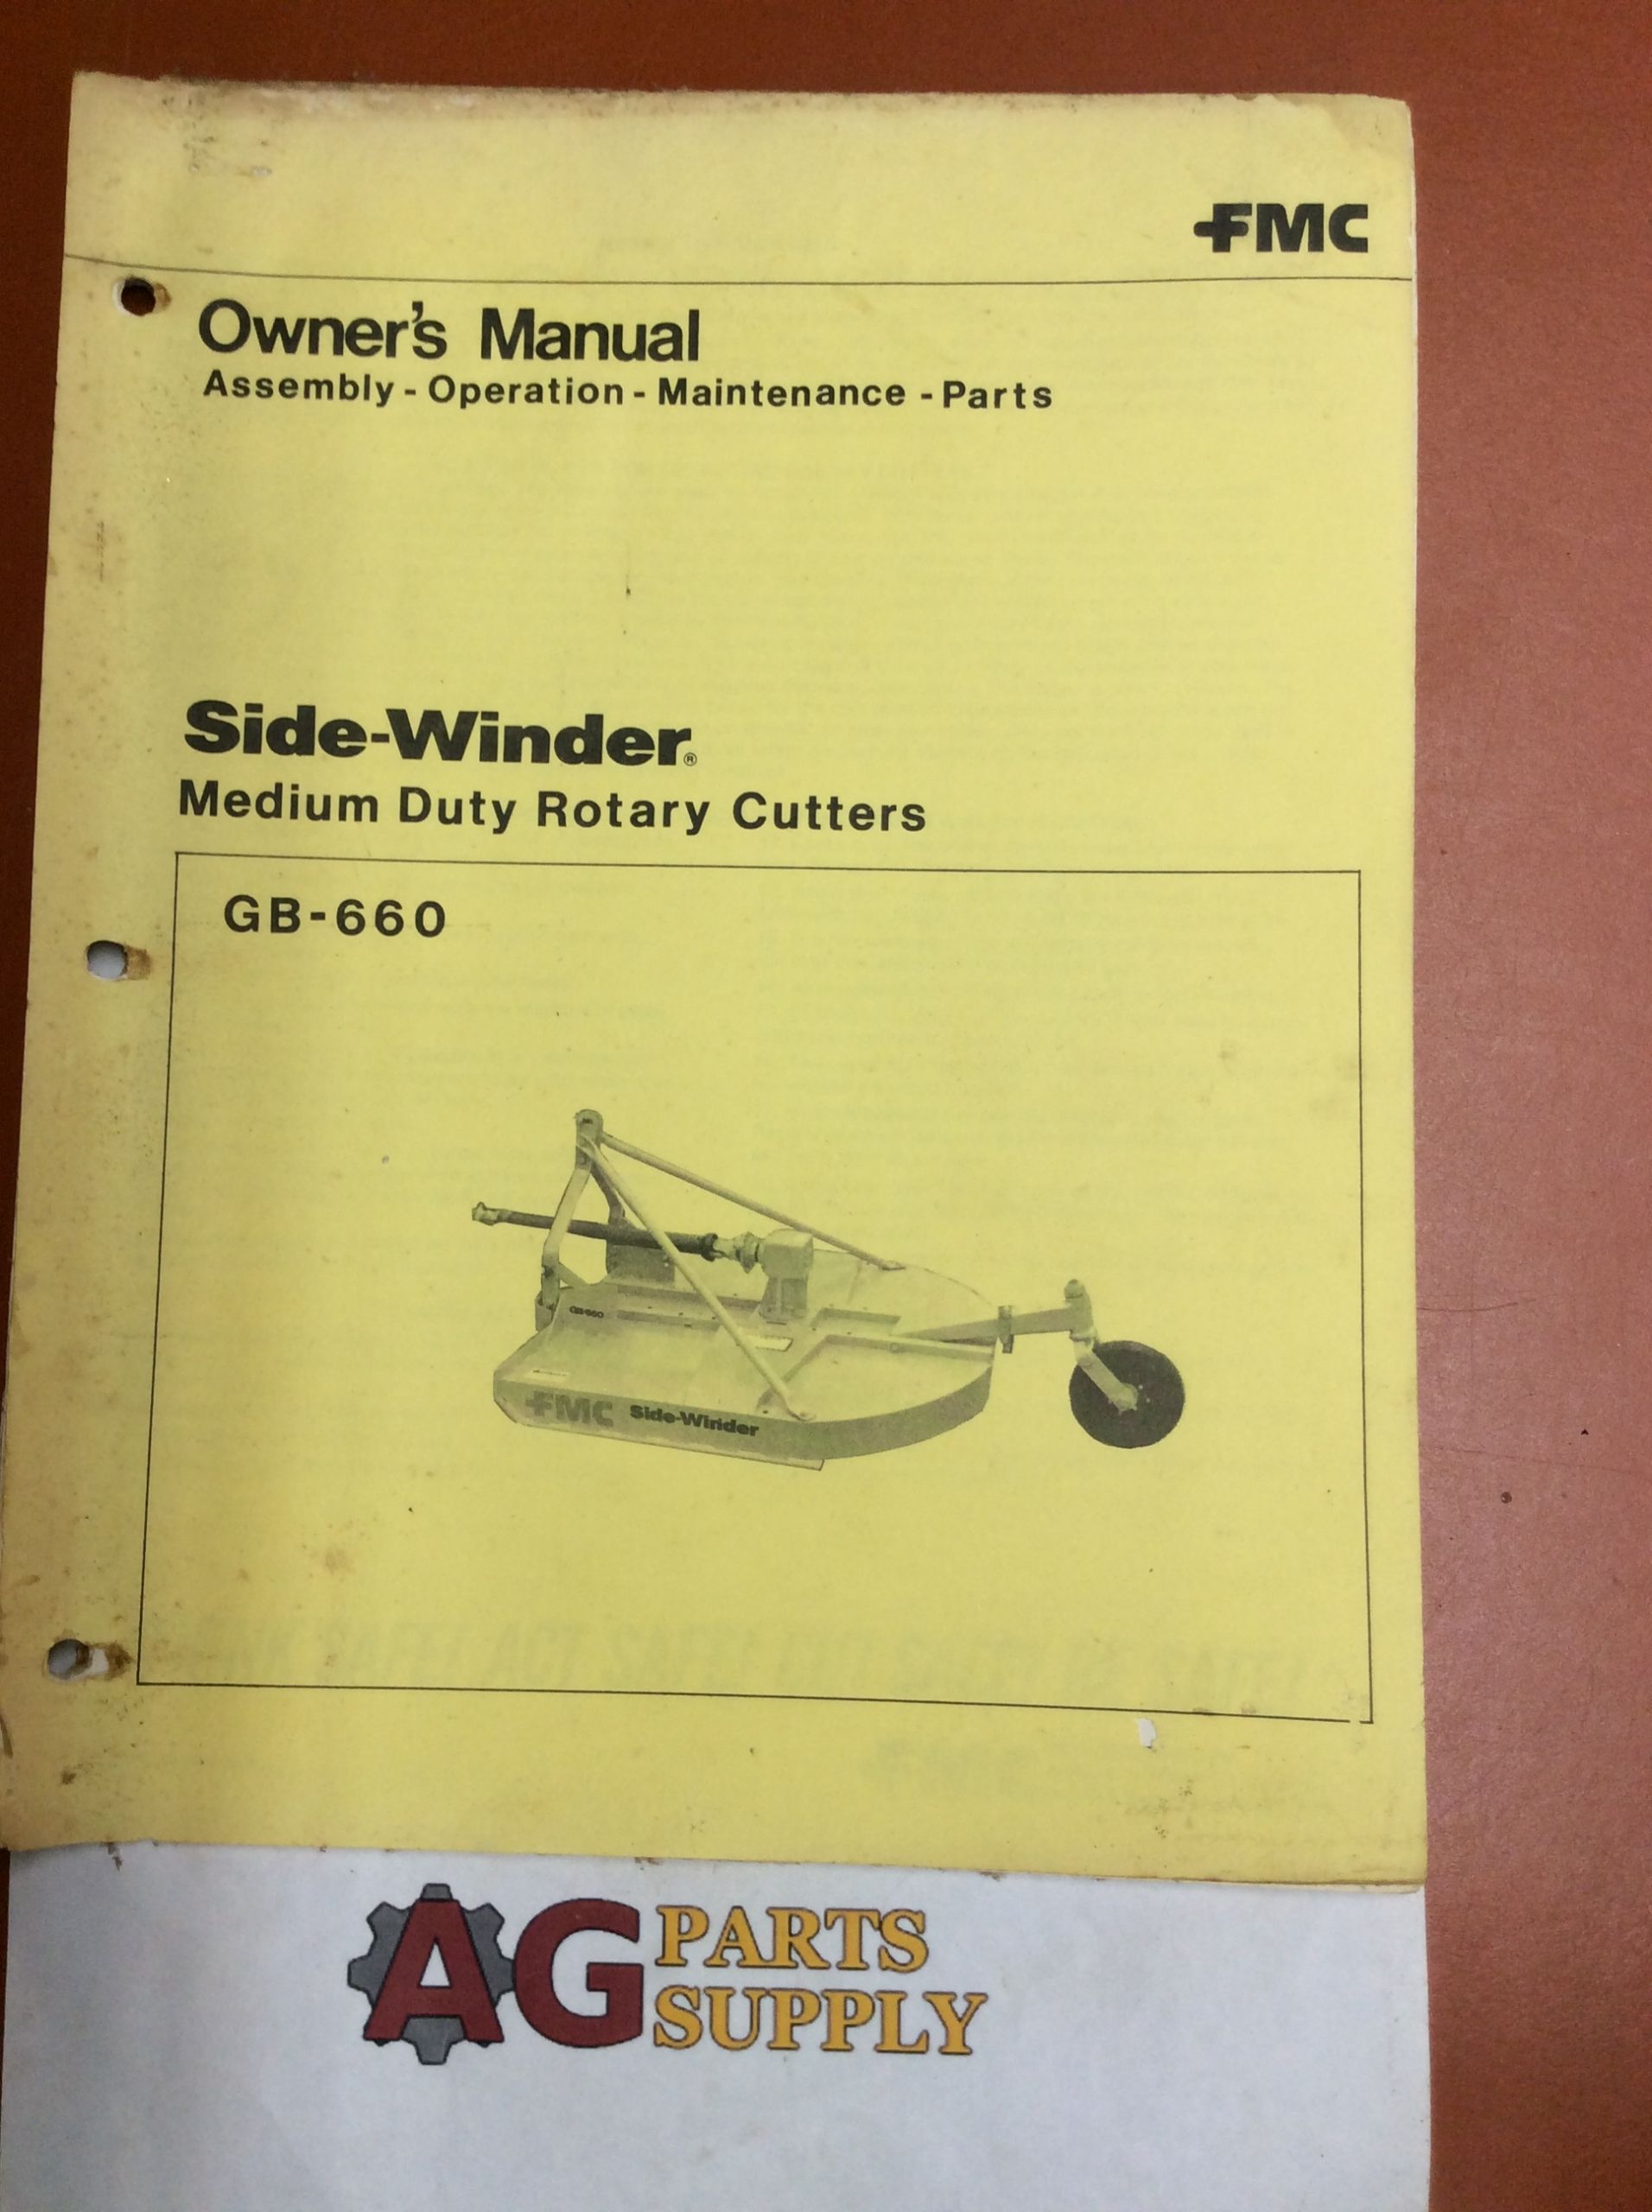 FMC
Owner's Manual
Assembly - Operation - Maintenance - Parts
Side-Winder®
Medium Duty Rotary Cutters
GB-660
GB-660
FMC Side-Winder
AG PARTS
SUPPLY